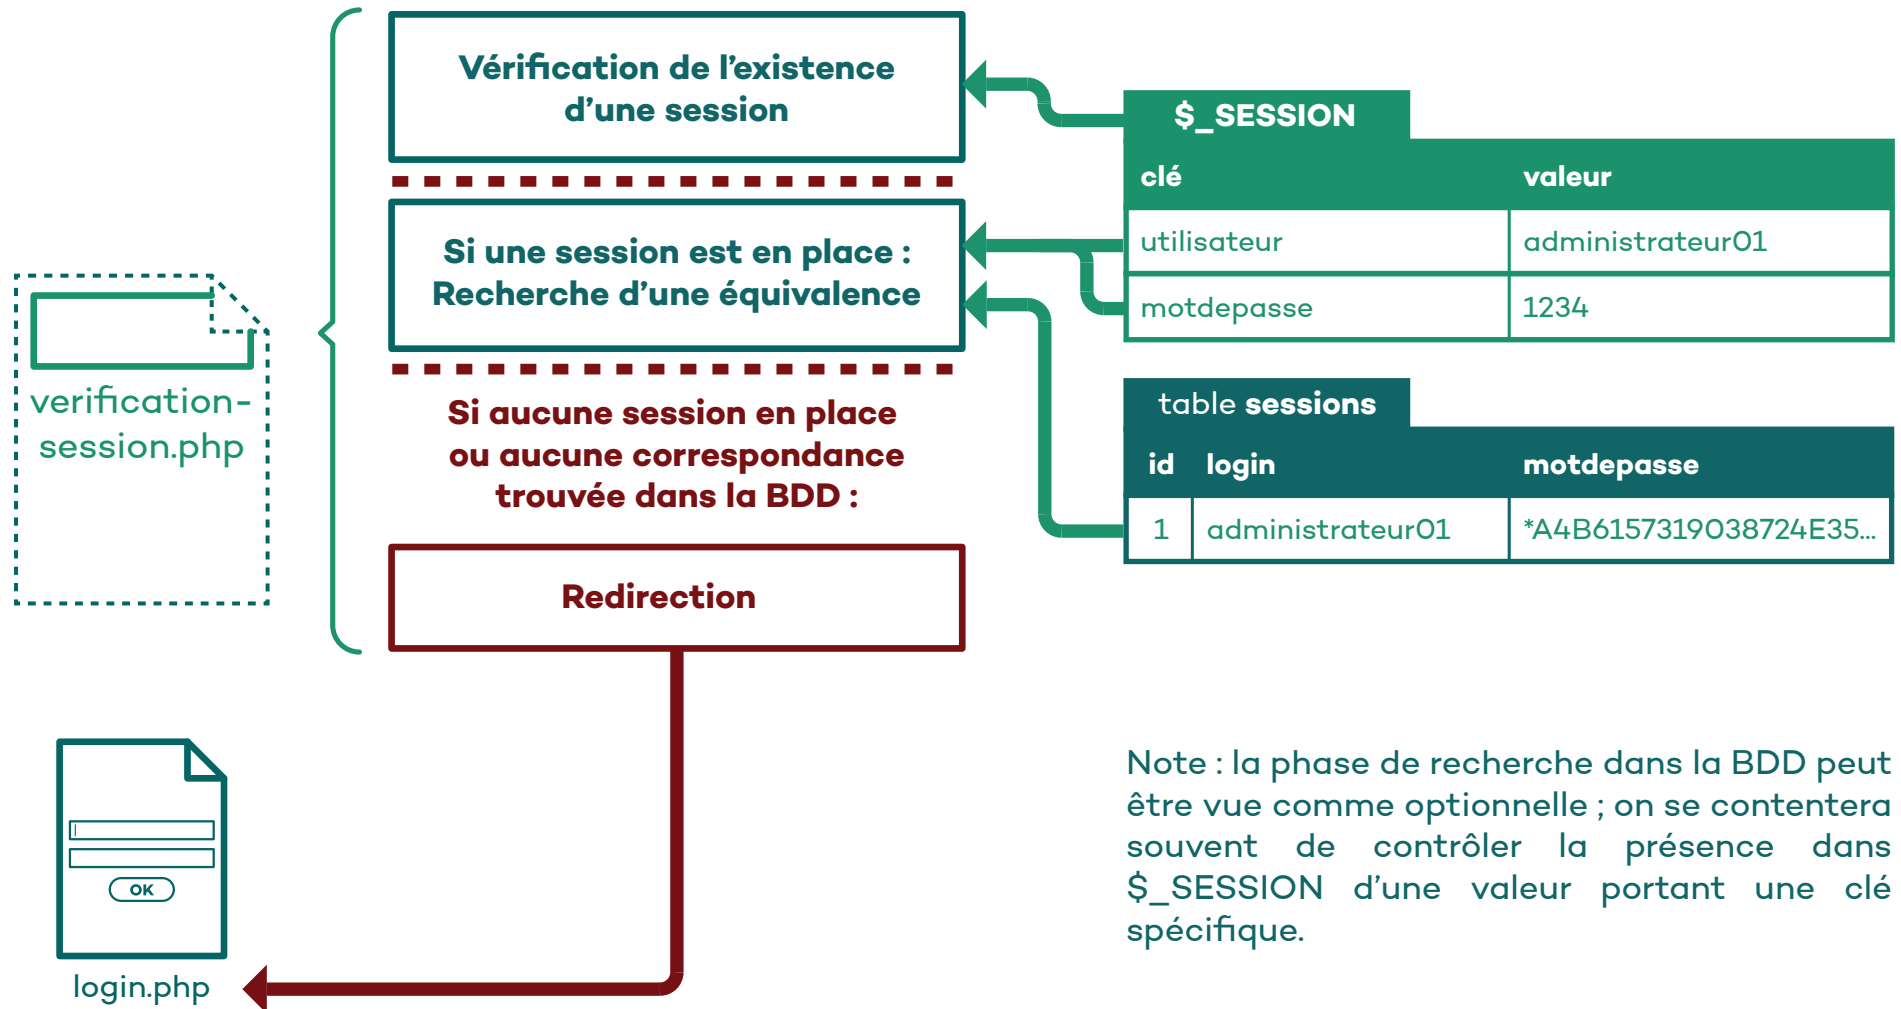 Vérification de l'existence
d'une session
$_SESSION
clé valeur
utilisateur administrateur01
motdepasse 1234
Si une session est en place :
Recherche d'une équivalence
verification-
session.php
Si aucune session en place
ou aucune correspondance
trouvée dans la BDD :
table sessions
id login motdepasse
1 administrateur01 *A4B6157319038724E35...
Redirection
OK
login.php
Note : la phase de recherche dans la BDD peut
être vue comme optionnelle ; on se contentera
souvent de contrôler la présence dans
$_SESSION d'une valeur portant une clé
spécifique.